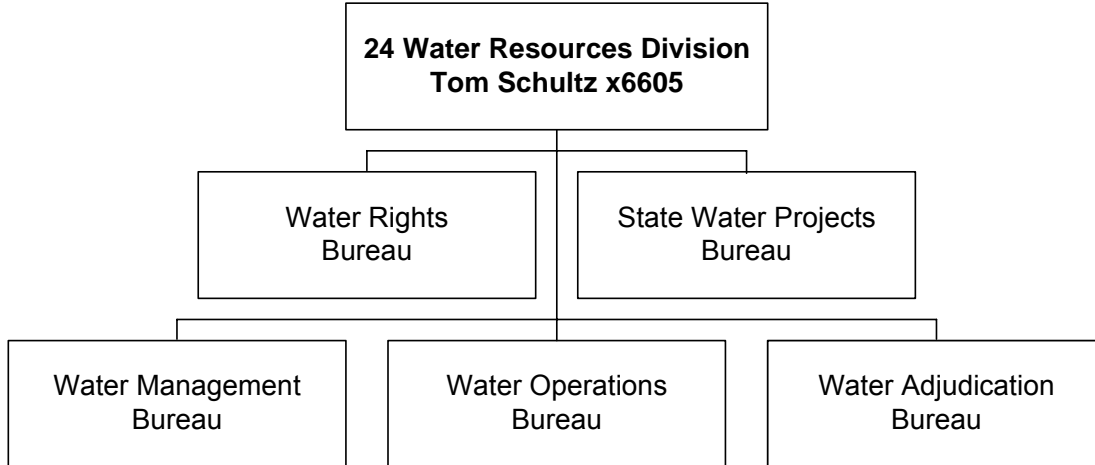 24 Water Resources Division
Tom Schultz x6605
Water Rights
Bureau
State Water Projects
Bureau
Water Management
Bureau
Water Operations
Bureau
Water Adjudication
Bureau